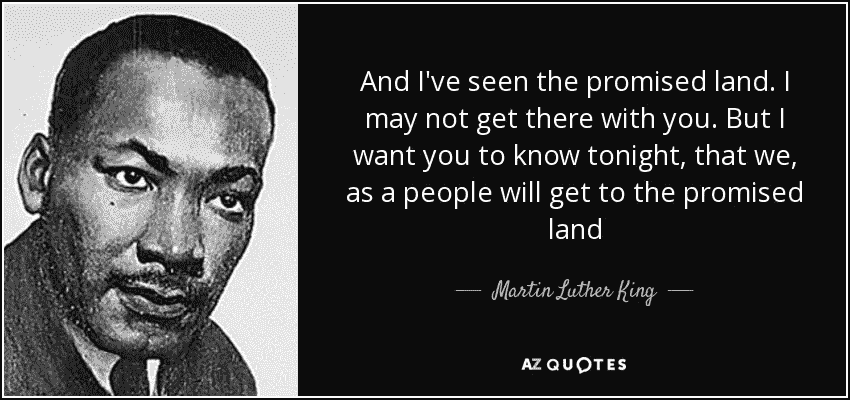 And I've seen the promised land. I
may not get there with you. But I
want you to know tonight, that we,
as a people will get to the promised
land
Martin Luther King
AZ QUOTES